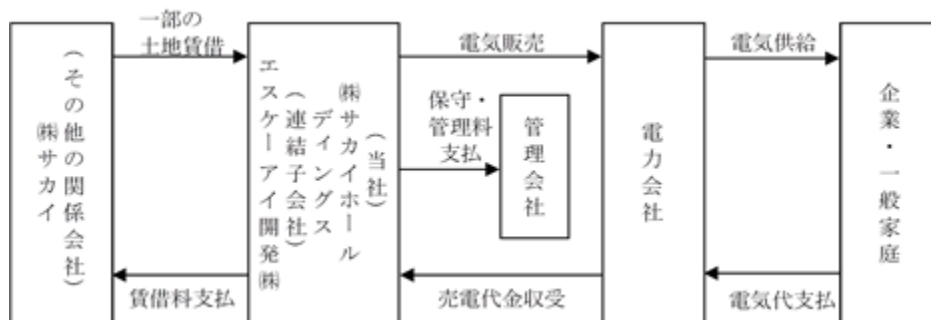 ㈱サカイ
(その他の関係会社)
一部の
土地賃借
賃借料支払
㈱サカイホール
ディングス
(当社)
エスケーアイ開発㈱
(連結子会社)
電気販売
保守・
管理料
支払
管理会社
売電代金収受
電力会社
電気供給
電気代支払
企業・一般家庭